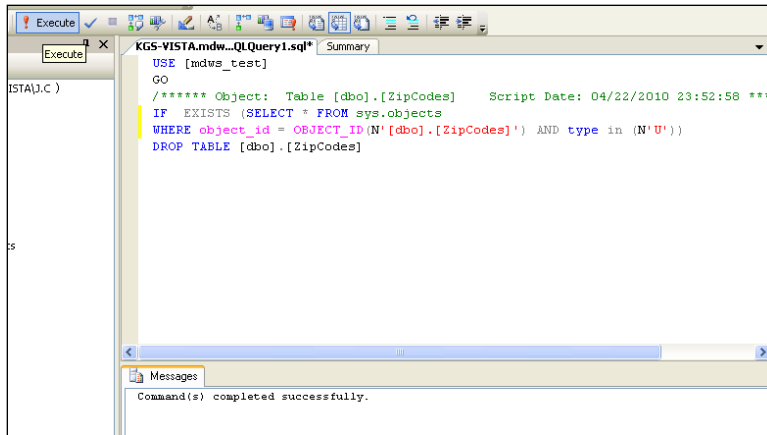 Execute
Execute
ISTA\J.C )
KGS-VISTA.mdw...QLQuery1.sql* Summary
USE [mdws_test]
GO
/****** Object:  Table [dbo].[ZipCodes]    Script Date: 04/22/2010 23:52:58 ***
IF  EXISTS (SELECT * FROM sys.objects
WHERE object_id = OBJECT_ID(N'[dbo].[ZipCodes]') AND type in (N'U'))
DROP TABLE [dbo].[ZipCodes]
:s
Messages
Command(s) completed successfully.